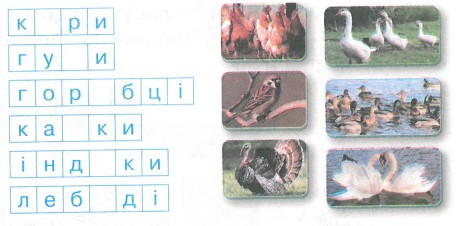 к ри
гу и
гор бці
ка ки
інд ки
леб ді